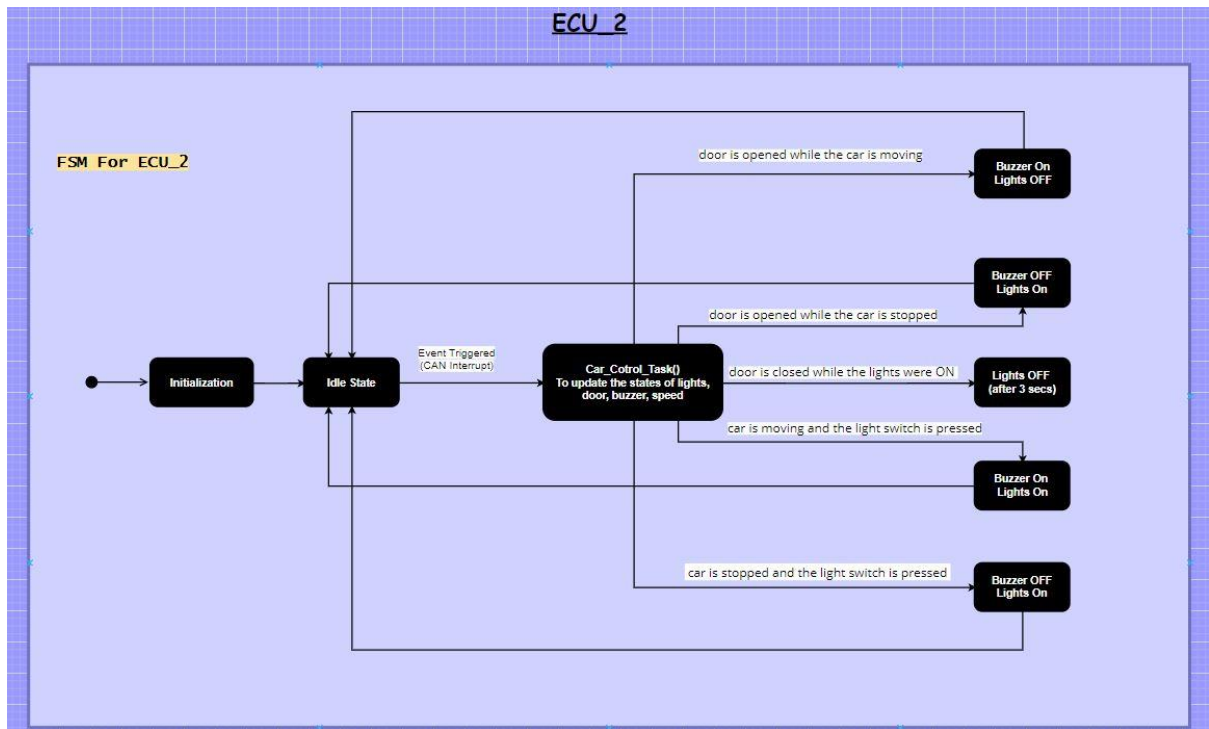 ECU_2
FSM For ECU_2
door is opened while the car is moving
Buzzer On
Lights OFF
Buzzer OFF
Lights On
door is opened while the car is stopped
Initialization
Idle State
Event Triggered
(CAN Interrupt)
Car_Cotrol_Task()
To update the states of lights,
door, buzzer, speed
door is closed while the lights were ON
Lights OFF
(after 3 secs)
car is moving and the light switch is pressed
Buzzer On
Lights On
car is stopped and the light switch is pressed
Buzzer OFF
Lights On